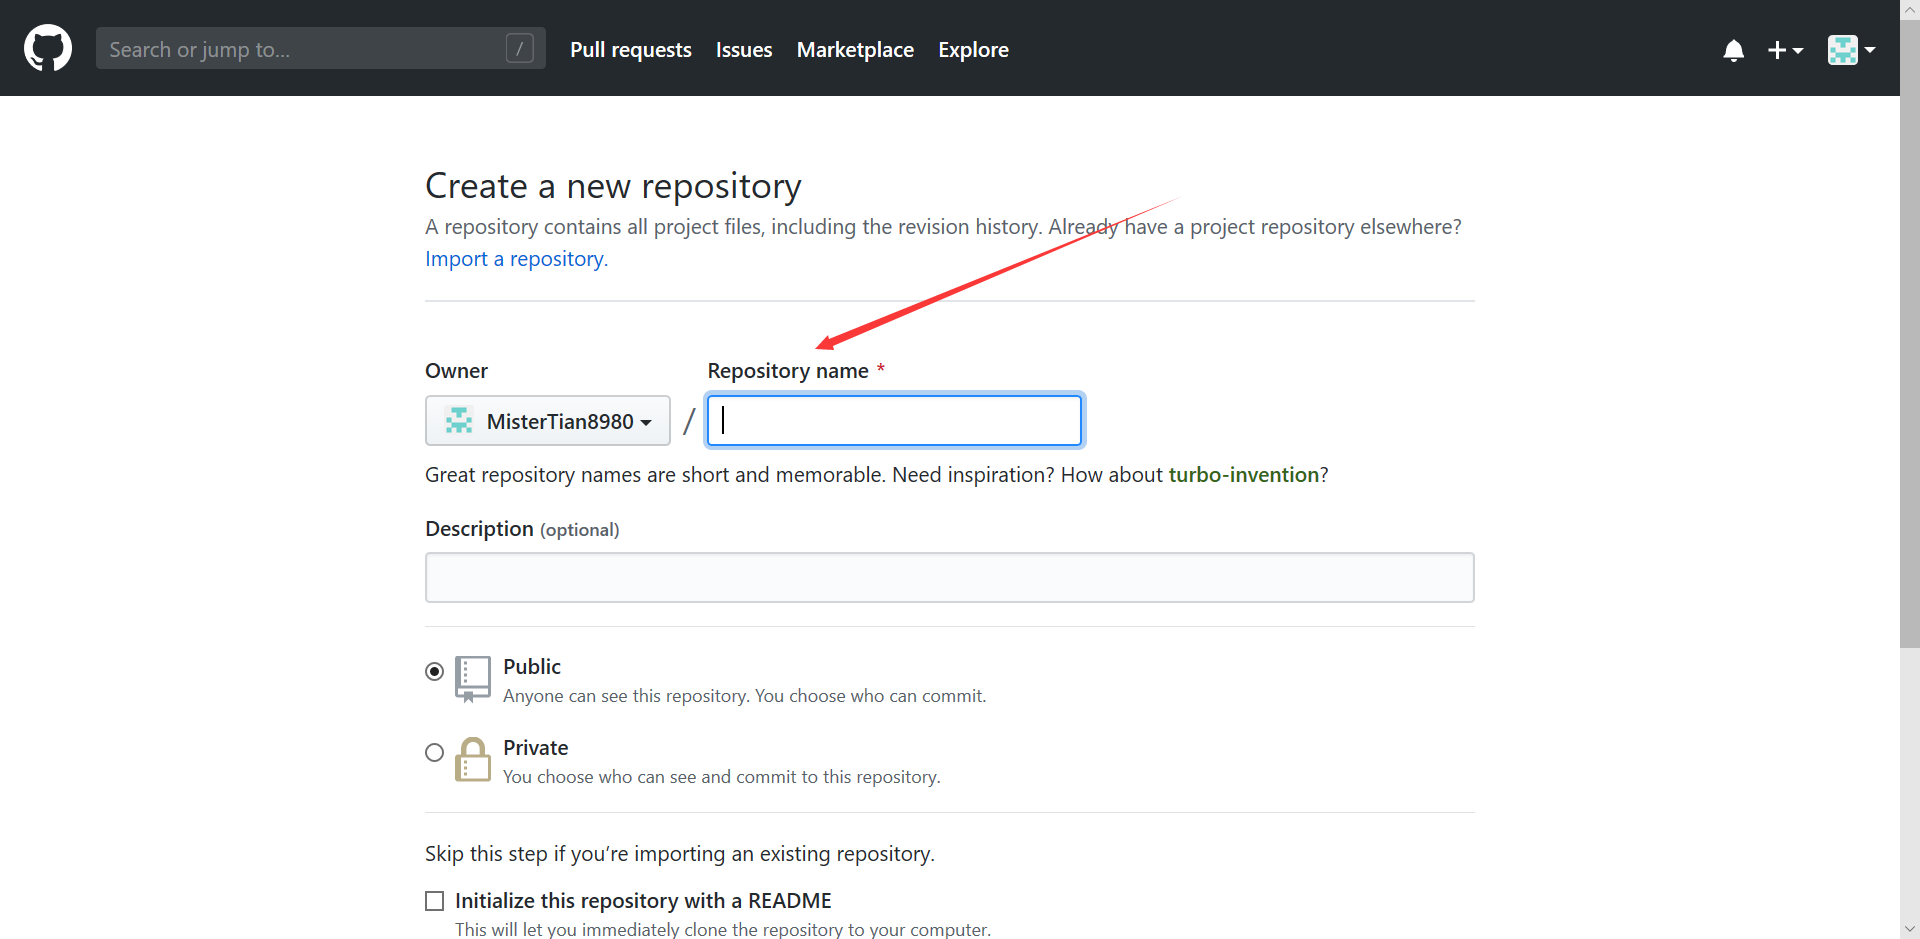 Search or jump to... /
Pull requests Issues Marketplace Explore
Create a new repository
A repository contains all project files, including the revision history. Already have a project repository elsewhere?
Import a repository.
Owner Repository name *
MisterTian8980 /
Great repository names are short and memorable. Need inspiration? How about turbo-invention?
Description (optional)
Public
Anyone can see this repository. You choose who can commit.
Private
You choose who can see and commit to this repository.
Skip this step if you’re importing an existing repository.
Initialize this repository with a README
This will let you immediately clone the repository to your computer.